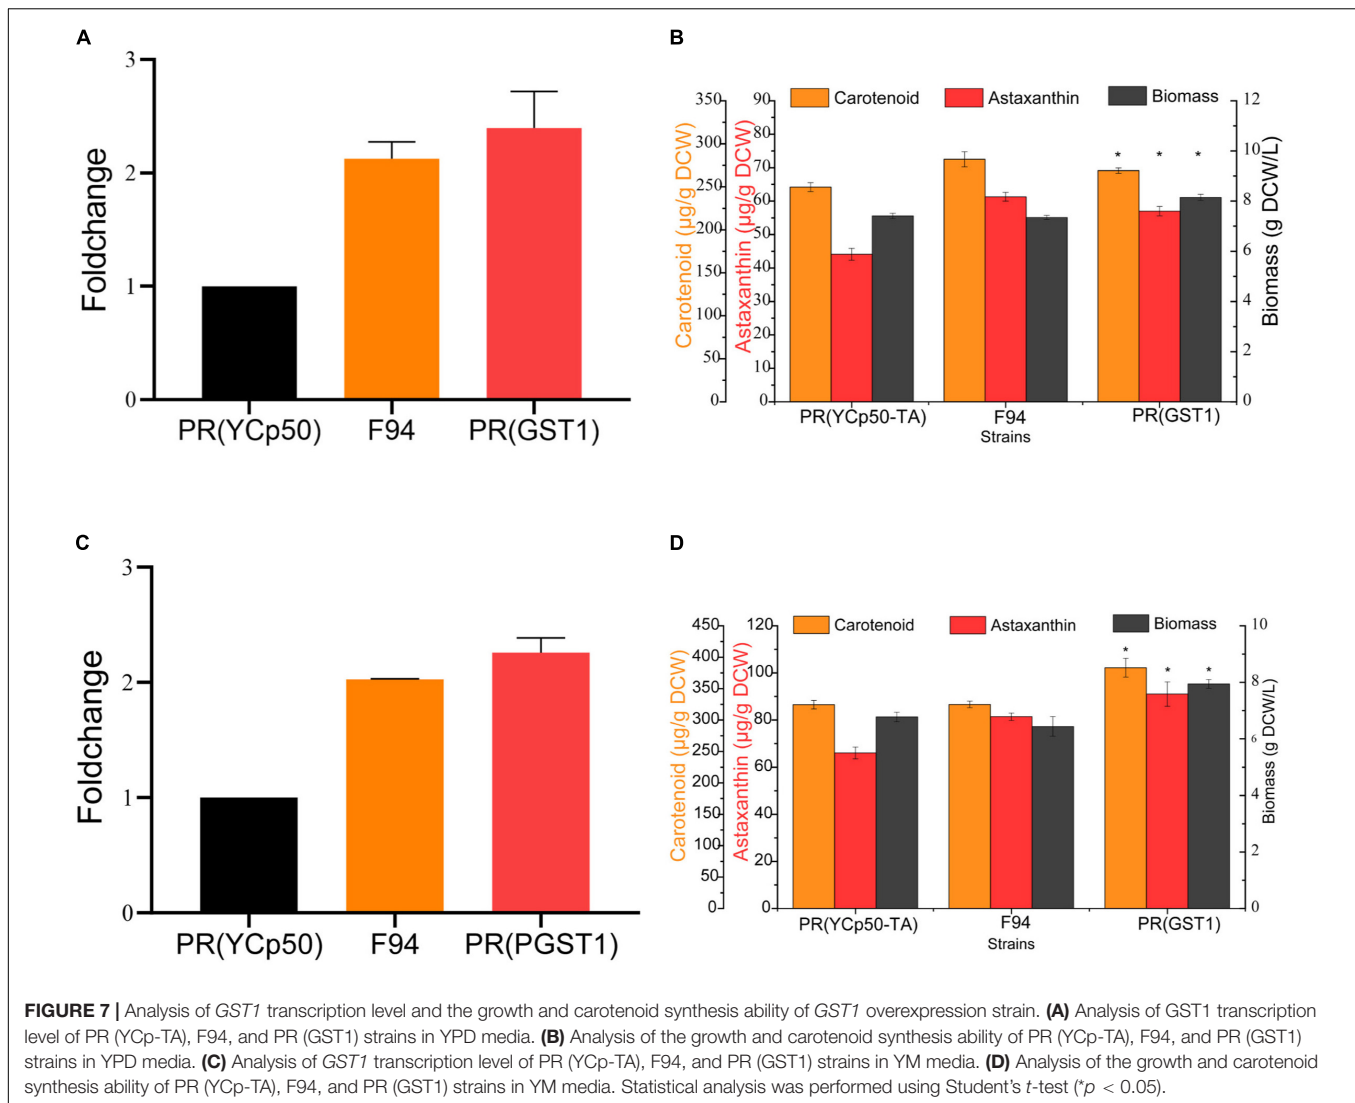 A
3
2
1
0
Foldchange
PR(YCp50)
F94
PR(GST1)
B
Carotenoid
Astaxanthin
Biomass
350
300
250
200
150
100
50
0
Carotenoid (μg/g DCW)
90
80
70
60
50
40
30
20
10
0
Astaxanthin (μg/g DCW)
* * *
12
10
8
6
4
2
0
Biomass (g DCW/L)
PR(YCp50-TA)
F94
PR(GST1)
Strains
C
3
2
1
0
Foldchange
PR(YCp50)
F94
PR(PGST1)
D
Carotenoid
Astaxanthin
Biomass
450
400
350
300
250
200
150
100
50
0
Carotenoid (μg/g DCW)
120
100
80
60
40
20
0
Astaxanthin (μg/g DCW)
* * *
10
8
6
4
2
0
Biomass (g DCW/L)
PR(YCp50-TA)
F94
PR(GST1)
Strains
FIGURE 7 | Analysis of GST1 transcription level and the growth and carotenoid synthesis ability of GST1 overexpression strain. (A) Analysis of GST1 transcription
level of PR (YCp-TA), F94, and PR (GST1) strains in YPD media. (B) Analysis of the growth and carotenoid synthesis ability of PR (YCp-TA), F94, and PR (GST1)
strains in YPD media. (C) Analysis of GST1 transcription level of PR (YCp-TA), F94, and PR (GST1) strains in YM media. (D) Analysis of the growth and carotenoid
synthesis ability of PR (YCp-TA), F94, and PR (GST1) strains in YM media. Statistical analysis was performed using Student's t-test (*p < 0.05).